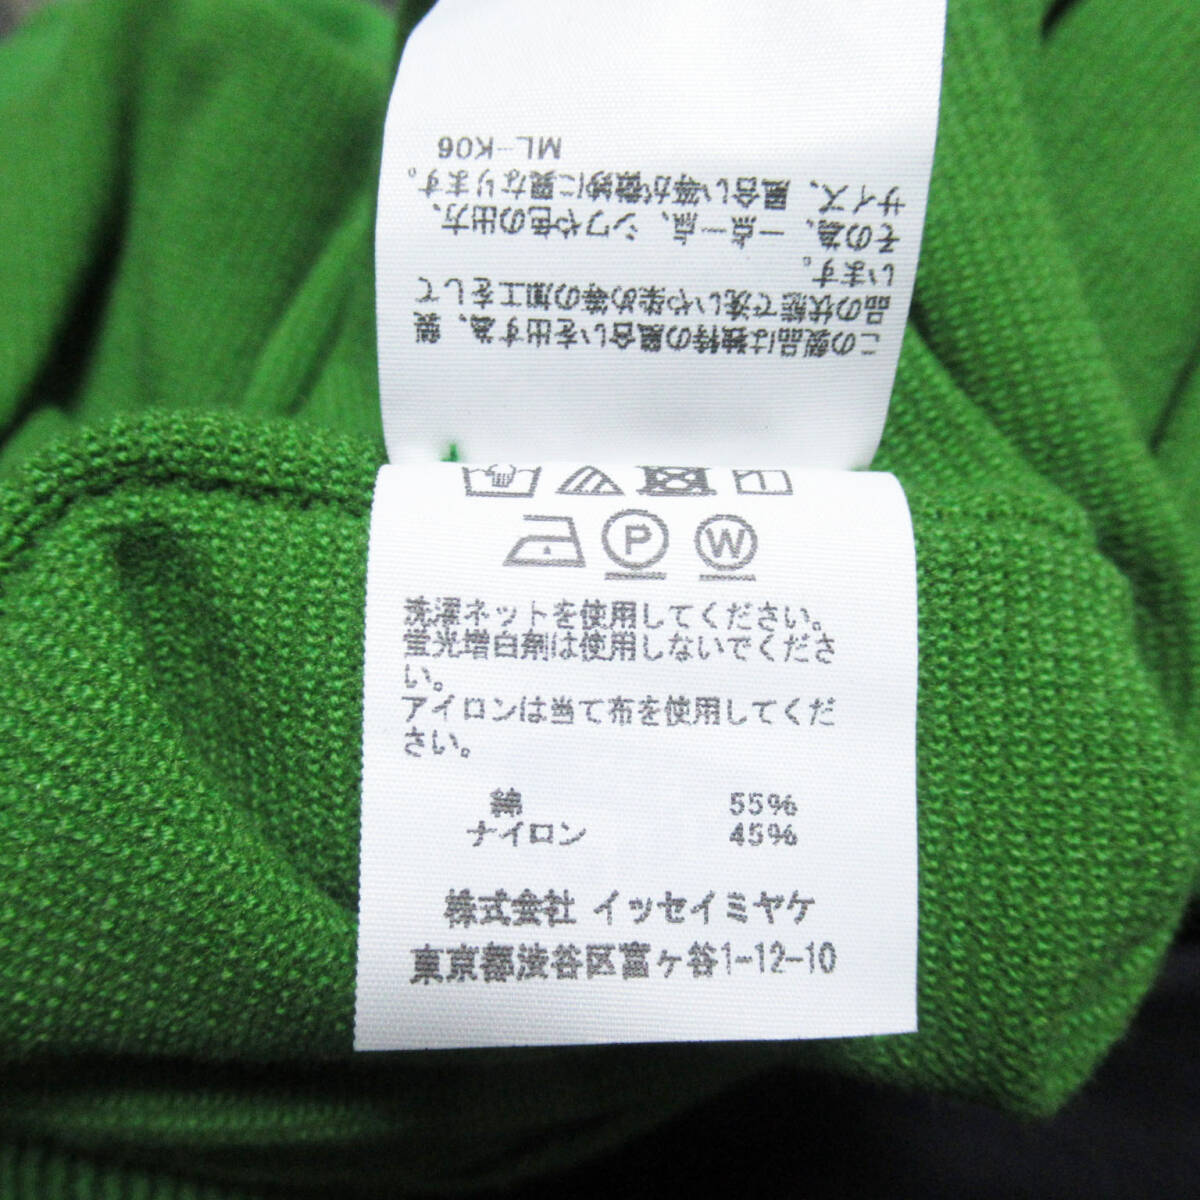 この製品は独特の風合いを出す為、製
品の状態で洗いや染め等の加工をして
います。
その為、一点一点、シワや色の出方、
サイズ、風合い等が微妙に異なります。
ML-K06
P W
洗濯ネットを使用してください。
蛍光増白剤は使用しないでくださ
い。
アイロンは当て布を使用してくだ
さい。
綿 55%
ナイロン 45%
株式会社 イッセイミヤケ
東京都渋谷区富ヶ谷1-12-10